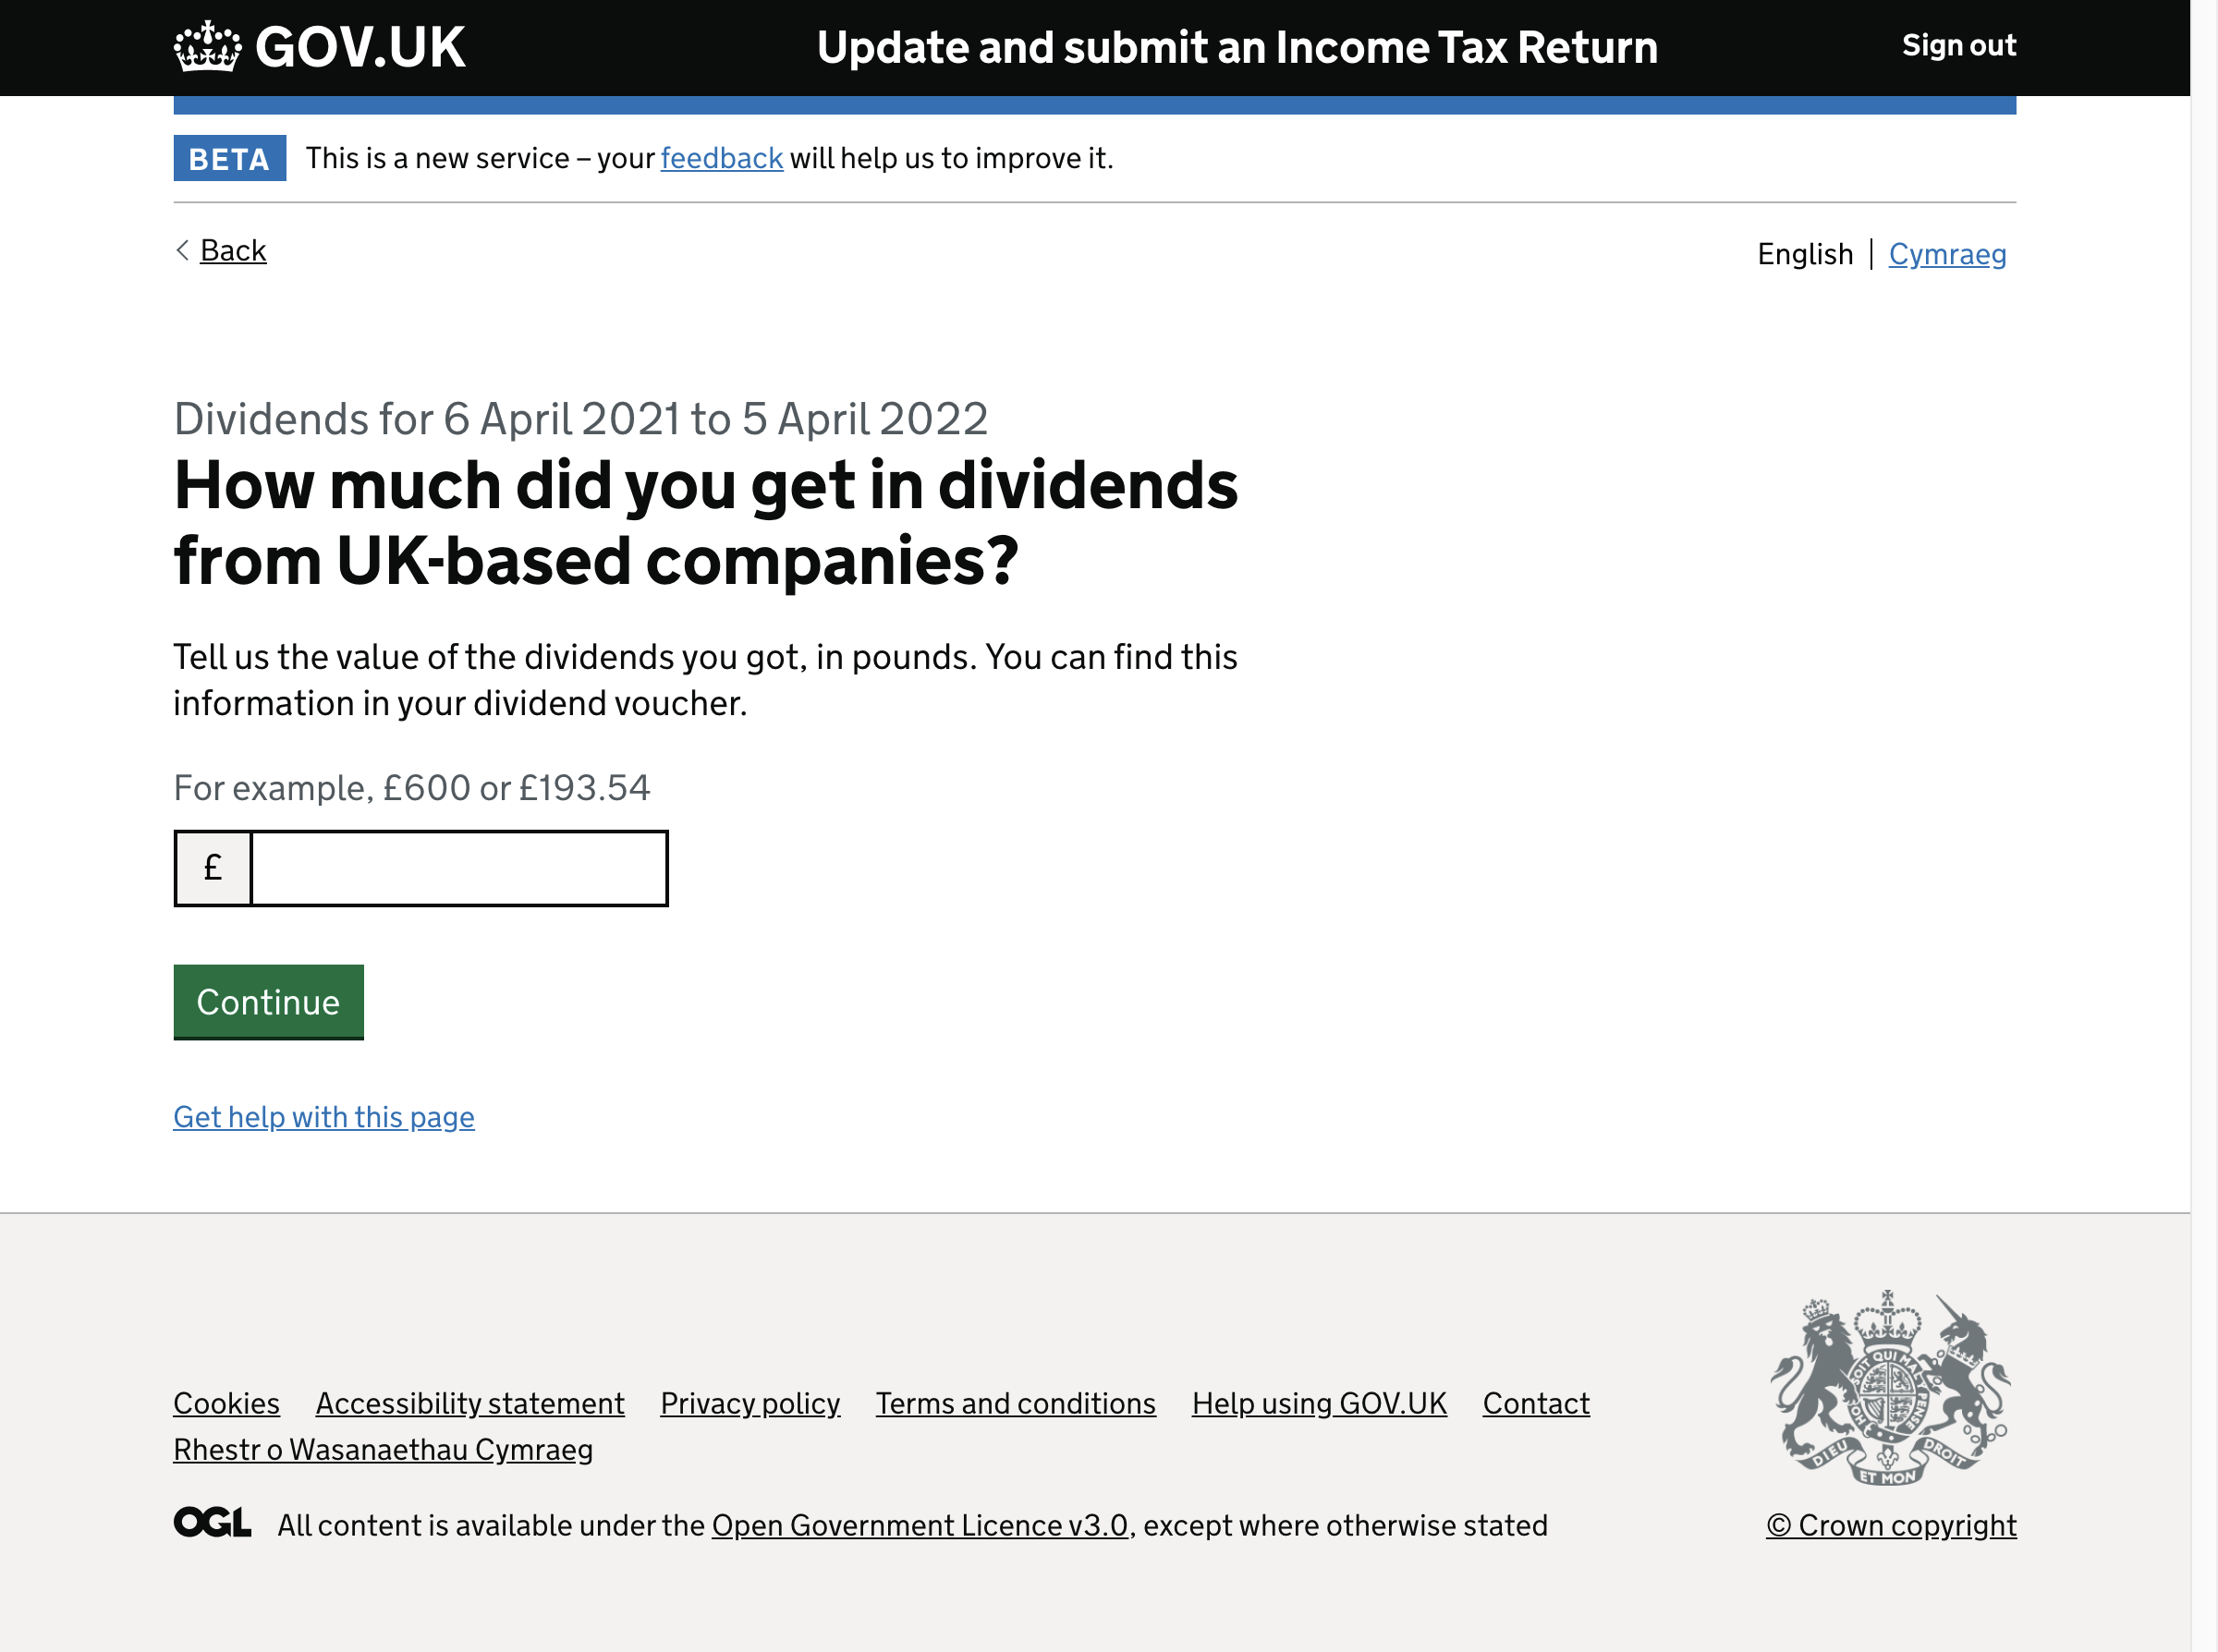 GOV.UK
Update and submit an Income Tax Return
Sign out
BETA
This is a new service – your feedback will help us to improve it.
Back
English | Cymraeg
Dividends for 6 April 2021 to 5 April 2022
How much did you get in dividends
from UK-based companies?
Tell us the value of the dividends you got, in pounds. You can find this
information in your dividend voucher.
For example, £600 or £193.54
£
Continue
Get help with this page
Cookies Accessibility statement Privacy policy Terms and conditions Help using GOV.UK Contact
Rhestr o Wasanaethau Cymraeg
DIEU ET MON DROIT
OGL All content is available under the Open Government Licence v3.0, except where otherwise stated
© Crown copyright